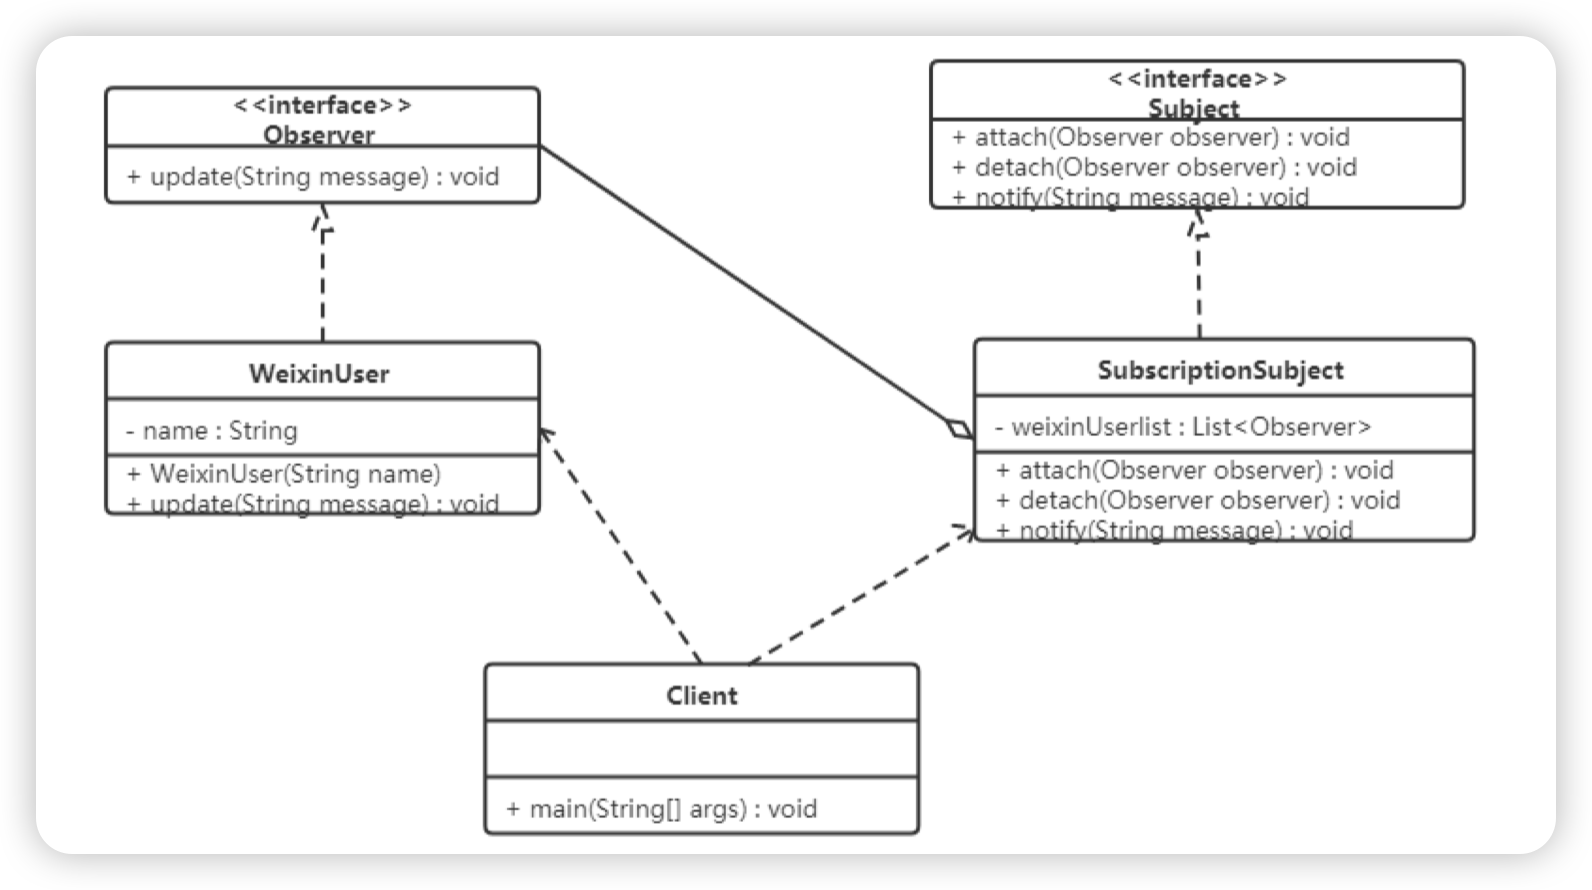 <<interface>>
Observer
+ update(String message) : void
<<interface>>
Subject
+ attach(Observer observer) : void
+ detach(Observer observer) : void
+ notify(String message) : void
WeixinUser
- name : String
+ WeixinUser(String name)
+ update(String message) : void
SubscriptionSubject
- weixinUserlist : List<Observer>
+ attach(Observer observer) : void
+ detach(Observer observer) : void
+ notify(String message) : void
Client
+ main(String[] args) : void